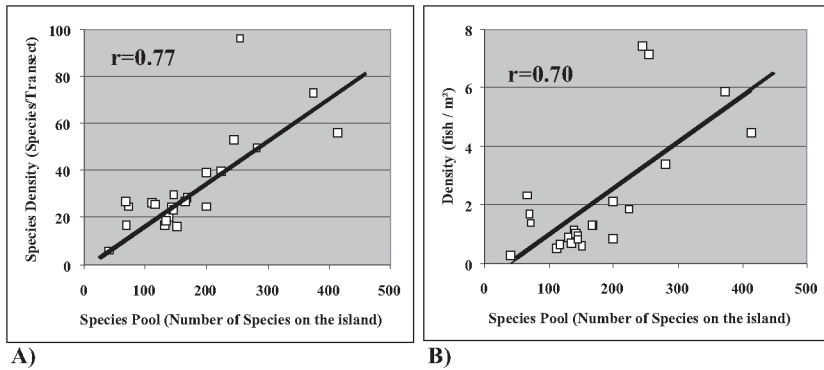 r=0.77
Species Density (Species/Transect)
100
80
60
40
20
0
0 100 200 300 400 500
Species Pool (Number of Species on the island)
A)
r=0.70
Density (fish / m²)
8
6
4
2
0
0 100 200 300 400 500
Species Pool (Number of Species on the island)
B)